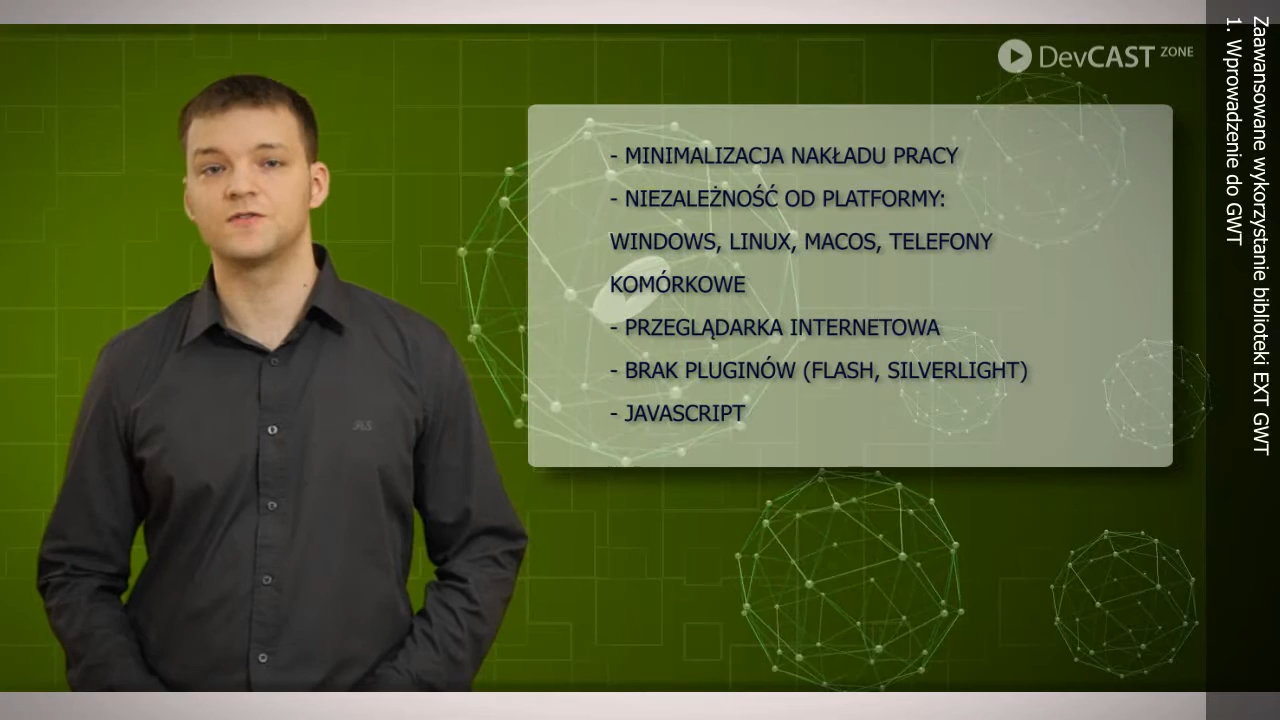 DevCAST ZONE
- MINIMALIZACJA NAKŁADU PRACY
- NIEZALEŻNOŚĆ OD PLATFORMY:
WINDOWS, LINUX, MACOS, TELEFONY
KOMÓRKOWE
- PRZEGLĄDARKA INTERNETOWA
- BRAK PLUGINÓW (FLASH, SILVERLIGHT)
- JAVASCRIPT
Zaawansowane wykorzystanie biblioteki EXT GWT
1. Wprowadzenie do GWT